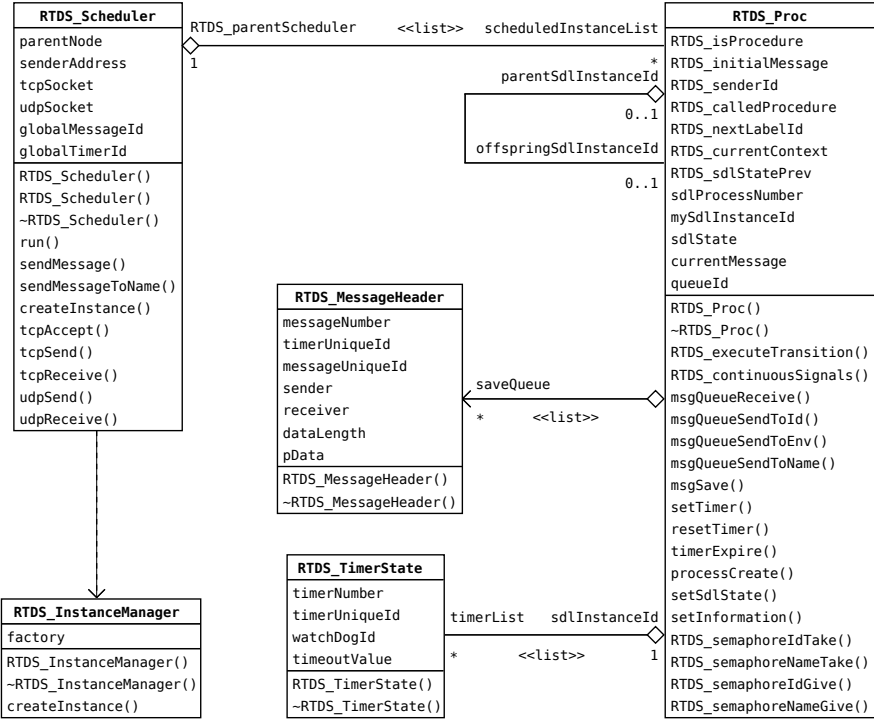 RTDS_Scheduler
parentNode
senderAddress
tcpSocket
udpSocket
globalMessageId
globalTimerId
RTDS_Scheduler()
RTDS_Scheduler()
~RTDS_Scheduler()
run()
sendMessage()
sendMessageToName()
createInstance()
tcpAccept()
tcpSend()
tcpReceive()
udpSend()
udpReceive()
RTDS_parentScheduler <<list>> scheduledInstanceList
1 *
parentSdlInstanceId
0..1
offspringSdlInstanceId
0..1
RTDS_Proc
RTDS_isProcedure
RTDS_initialMessage
RTDS_senderId
RTDS_calledProcedure
RTDS_nextLabelId
RTDS_currentContext
RTDS_sdlStatePrev
sdlProcessNumber
mySdlInstanceId
sdlState
currentMessage
queueId
RTDS_Proc()
~RTDS_Proc()
RTDS_executeTransition()
RTDS_continuousSignals()
msgQueueReceive()
msgQueueSendToId()
msgQueueSendToEnv()
msgQueueSendToName()
msgSave()
setTimer()
resetTimer()
timerExpire()
processCreate()
setSdlState()
setInformation()
RTDS_semaphoreIdTake()
RTDS_semaphoreNameTake()
RTDS_semaphoreIdGive()
RTDS_semaphoreNameGive()
RTDS_MessageHeader
messageNumber
timerUniqueId
messageUniqueId
sender
receiver
dataLength
pData
RTDS_MessageHeader()
~RTDS_MessageHeader()
saveQueue
* <<list>>
RTDS_TimerState
timerNumber
timerUniqueId
watchDogId
timeoutValue
RTDS_TimerState()
~RTDS_TimerState()
timerList sdlInstanceId
* <<list>> 1
RTDS_InstanceManager
factory
RTDS_InstanceManager()
~RTDS_InstanceManager()
createInstance()